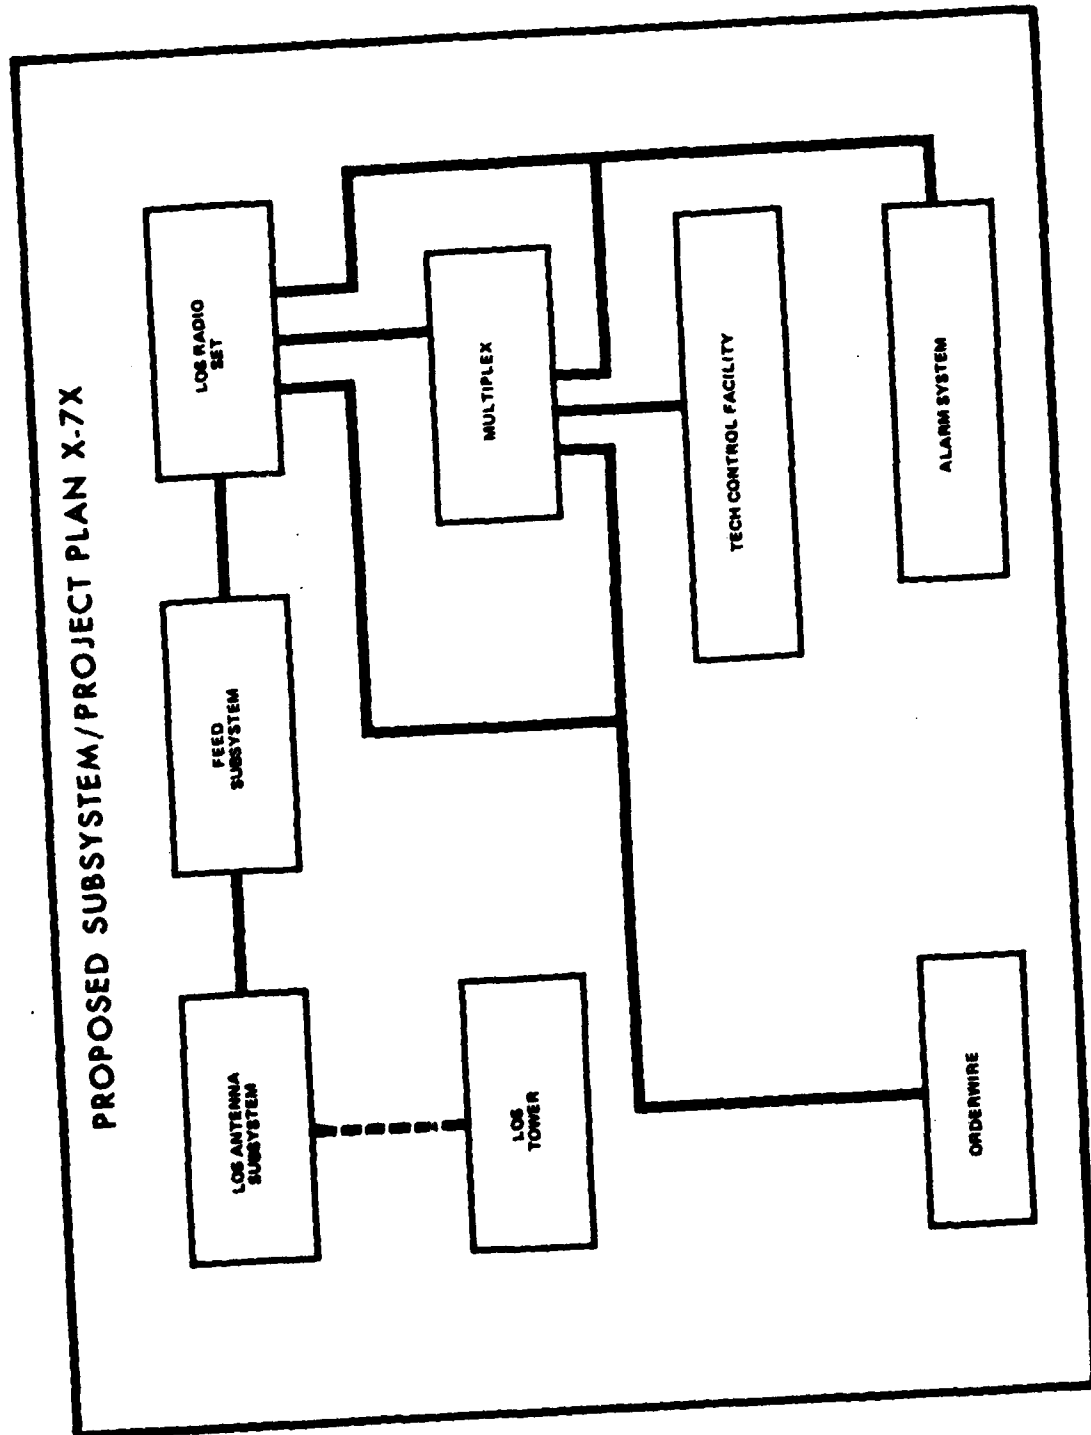 PROPOSED SUBSYSTEM/PROJECT PLAN X-7X
LOS ANTENNA
SUBSYSTEM
FEED
SUBSYSTEM
LOS RADIO
SET
LOS
TOWER
MULTIPLEX
TECH CONTROL FACILITY
ORDERWIRE
ALARM SYSTEM